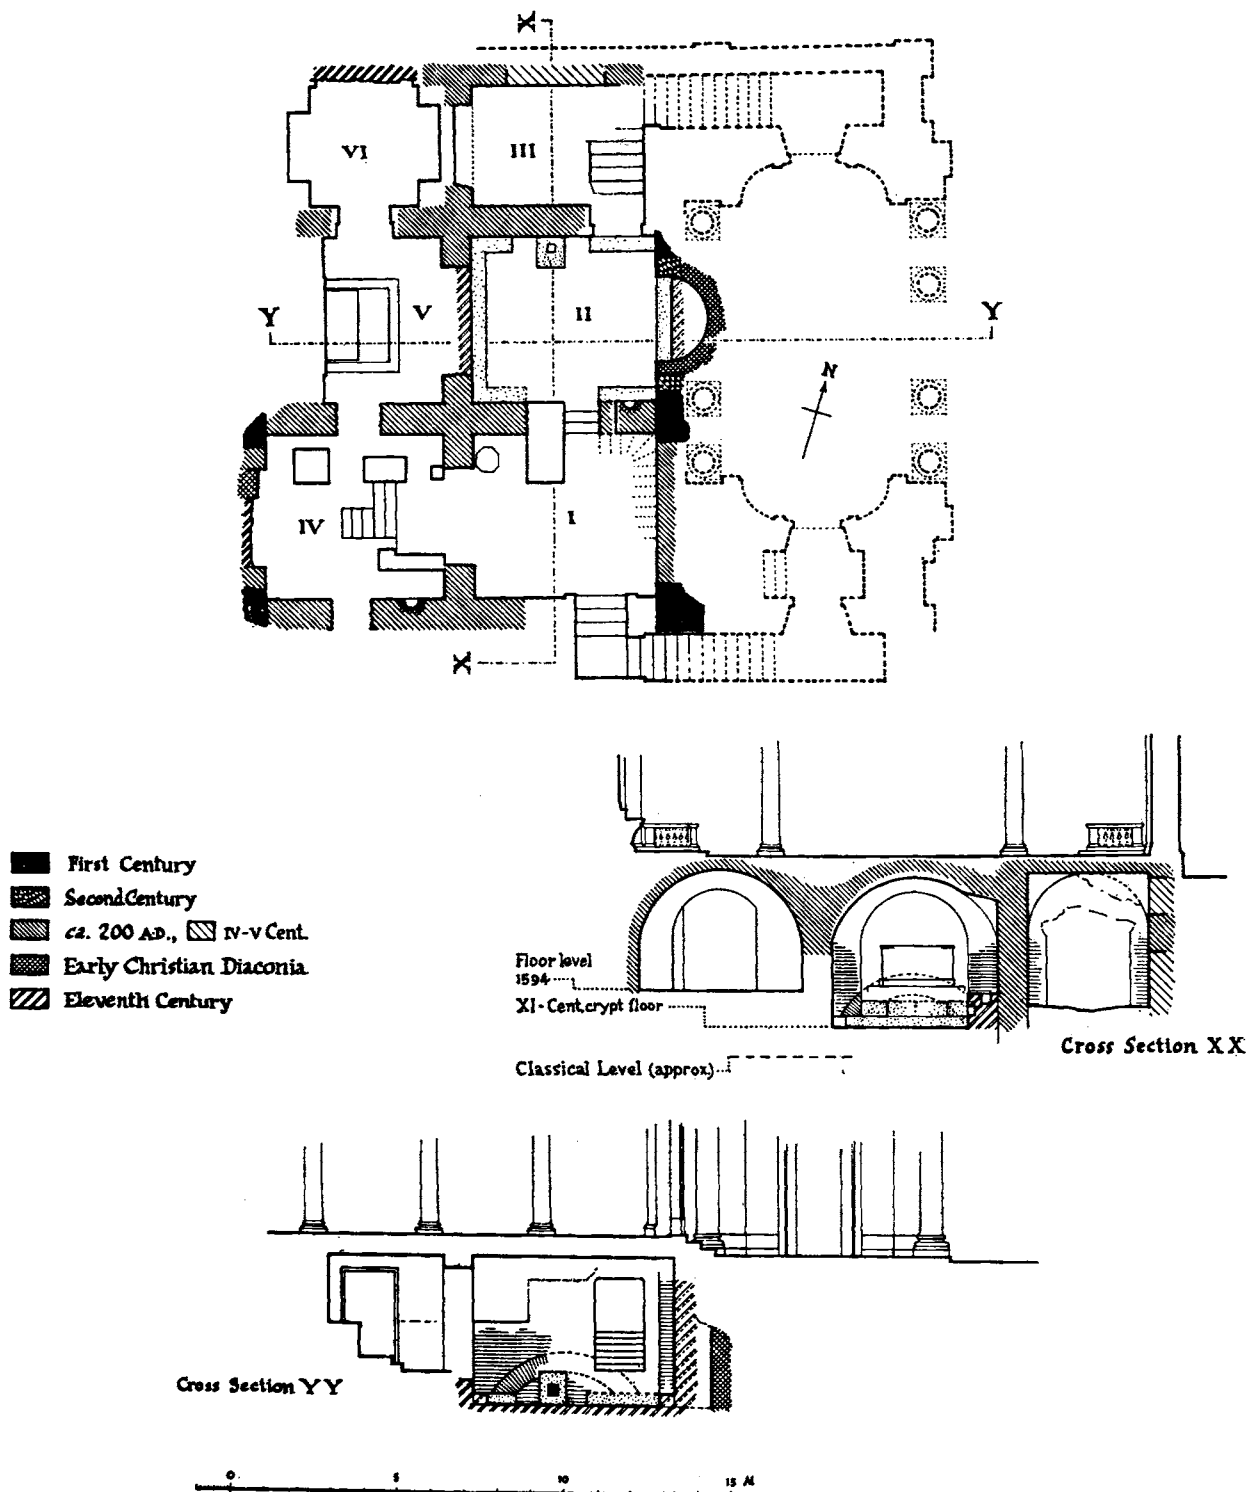 X
VI
III
Y
V
II
Y
N
IV
I
X
First Century
Second Century
ca. 200 A.D., IV-V Cent.
Early Christian Diaconia
Eleventh Century
Floor level
1594
XI-Cent. crypt floor
Classical Level (approx.)
Cross Section XX
Cross Section YY
0 5 10 15 M